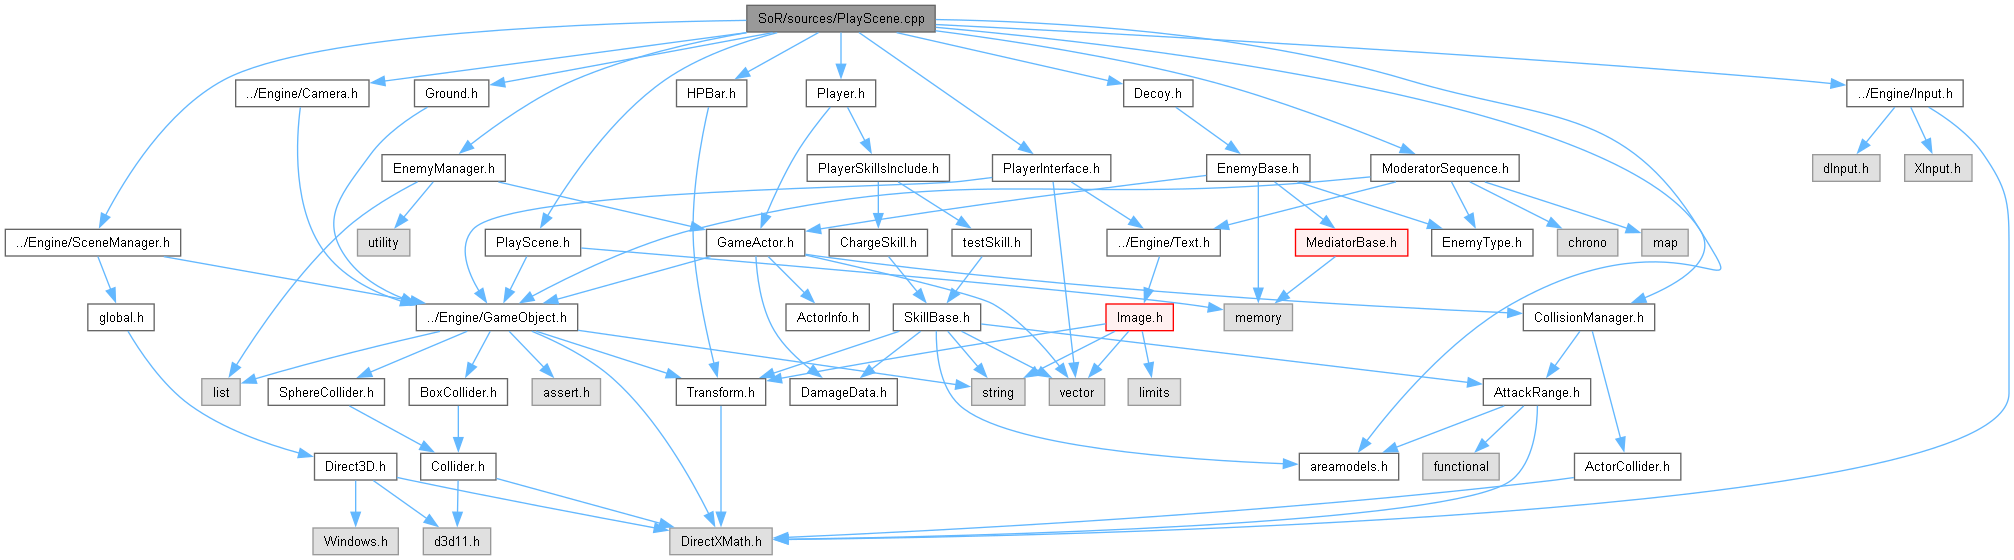 SoR/sources/PlayScene.cpp
../Engine/Camera.h
Ground.h
HPBar.h
Player.h
Decoy.h
../Engine/Input.h
EnemyManager.h
PlayerSkillsInclude.h
PlayerInterface.h
EnemyBase.h
ModeratorSequence.h
dInput.h
XInput.h
../Engine/SceneManager.h
utility
PlayScene.h
GameActor.h
ChargeSkill.h
testSkill.h
../Engine/Text.h
MediatorBase.h
EnemyType.h
chrono
map
global.h
../Engine/GameObject.h
ActorInfo.h
SkillBase.h
Image.h
memory
CollisionManager.h
list
SphereCollider.h
BoxCollider.h
assert.h
Transform.h
DamageData.h
string
vector
limits
AttackRange.h
Direct3D.h
Collider.h
areamodels.h
functional
ActorCollider.h
Windows.h
d3d11.h
DirectXMath.h